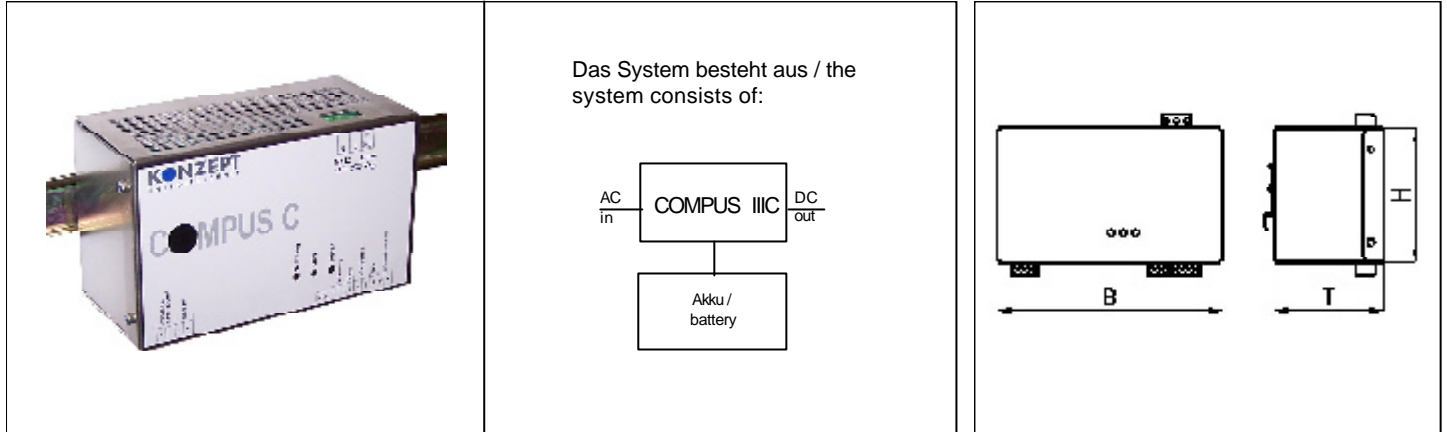 KONZEPT
COMPUS C
Das System besteht aus / the
system consists of:
AC
in
COMPUS IIIC
DC
out
Akku /
battery
B
T
H